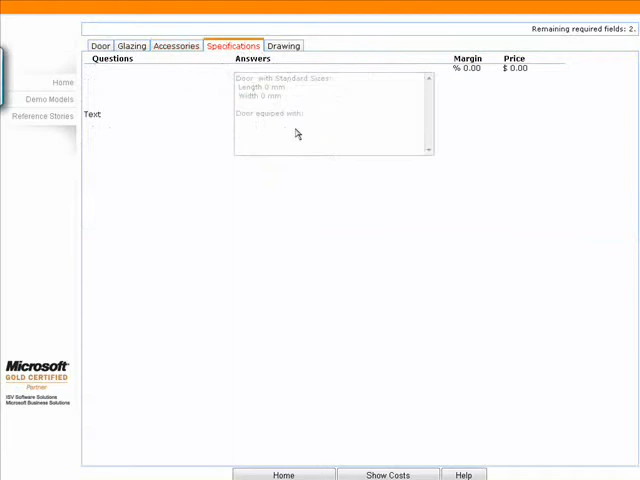 Remaining required fields: 2.
Door Glazing Accessories Specifications Drawing
Questions Answers Margin Price
% 0.00 $ 0.00
Door with Standard Sizes:
Length 0 mm
Width 0 mm
Door equiped with:
Text
Home
Demo Models
Reference Stories
Microsoft
GOLD CERTIFIED
Partner
ISV Software Solutions
Microsoft Business Solutions
Home Show Costs Help